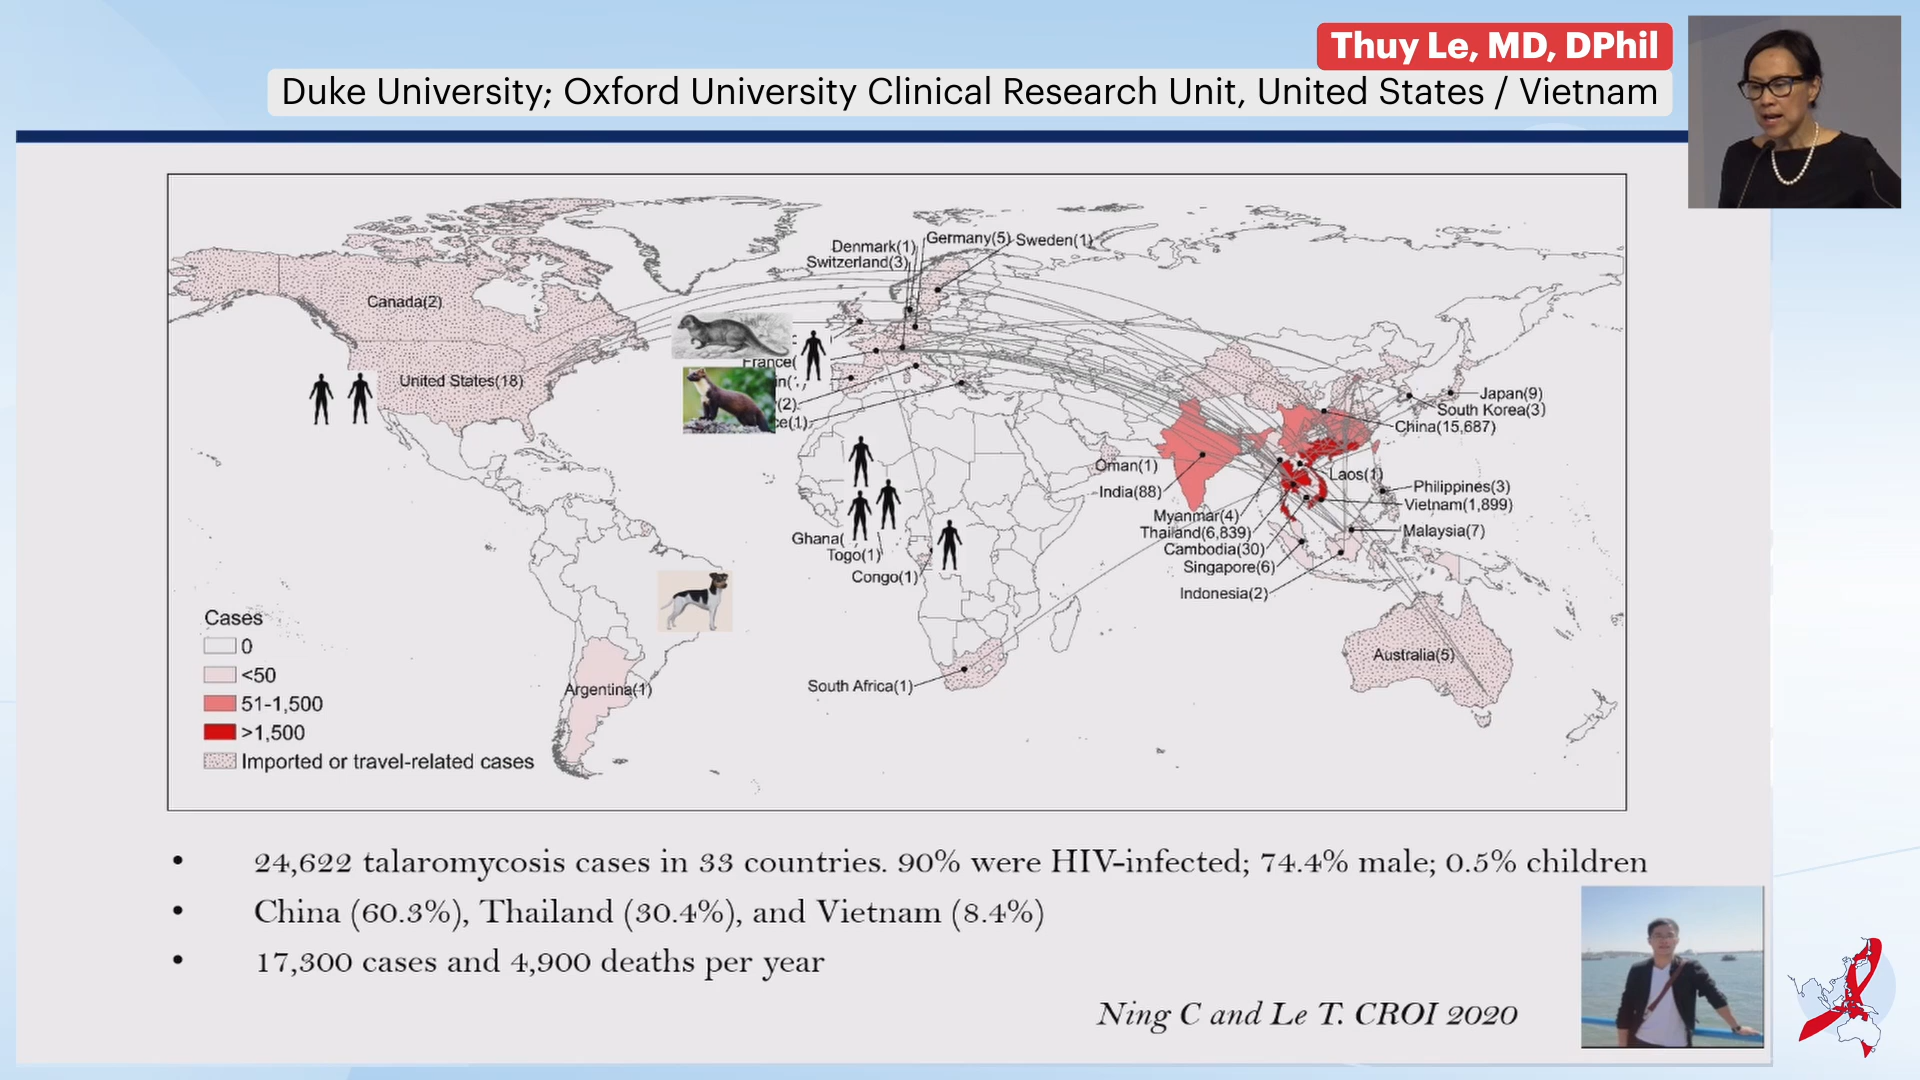 Thuy Le, MD, DPhil
Duke University; Oxford University Clinical Research Unit, United States / Vietnam
Denmark(1)
Germany(5)
Sweden(1)
Switzerland(3)
Canada(2)
France(
United States(18)
(2)
(1)
Japan(9)
South Korea(3)
China(15,687)
Oman(1)
Laos(1)
India(88)
Philippines(3)
Vietnam(1,899)
Myanmar(4)
Thailand(6,839)
Malaysia(7)
Cambodia(30)
Singapore(6)
Indonesia(2)
Ghana(
Togo(1)
Congo(1)
South Africa(1)
Argentina(1)
Australia(5)
Cases
0
<50
51-1,500
>1,500
Imported or travel-related cases
• 24,622 talaromycosis cases in 33 countries. 90% were HIV-infected; 74.4% male; 0.5% children
• China (60.3%), Thailand (30.4%), and Vietnam (8.4%)
• 17,300 cases and 4,900 deaths per year
Ning C and Le T. CROI 2020